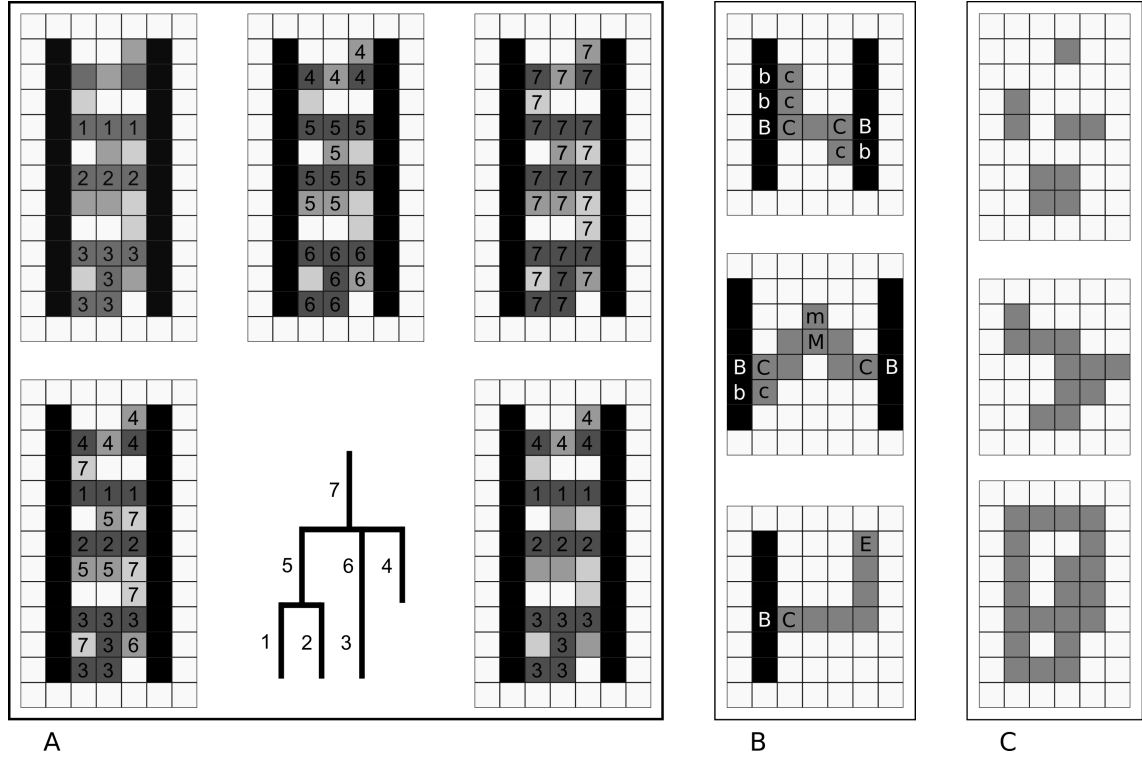 4 7
4 4 4 7 7 7
7
1 1 1 5 5 5 7 7 7
5 7 7
2 2 2 5 5 5 7 7 7
5 5 7 7 7
7
3 3 3 6 6 6 7 7 7
3 6 6 7 7 7
3 3 6 6 7 7
4 4
4 4 4 4 4 4
7
7
1 1 1 1 1 1
5 7
2 2 2 5 6 4 2 2 2
5 5 7
7
3 3 3 1 2 3 3 3 3
7 3 6 3
3 3 3 3
A
b c
b c
B C C B
c b
m
M
B C C B
b c
E
B C
B
C